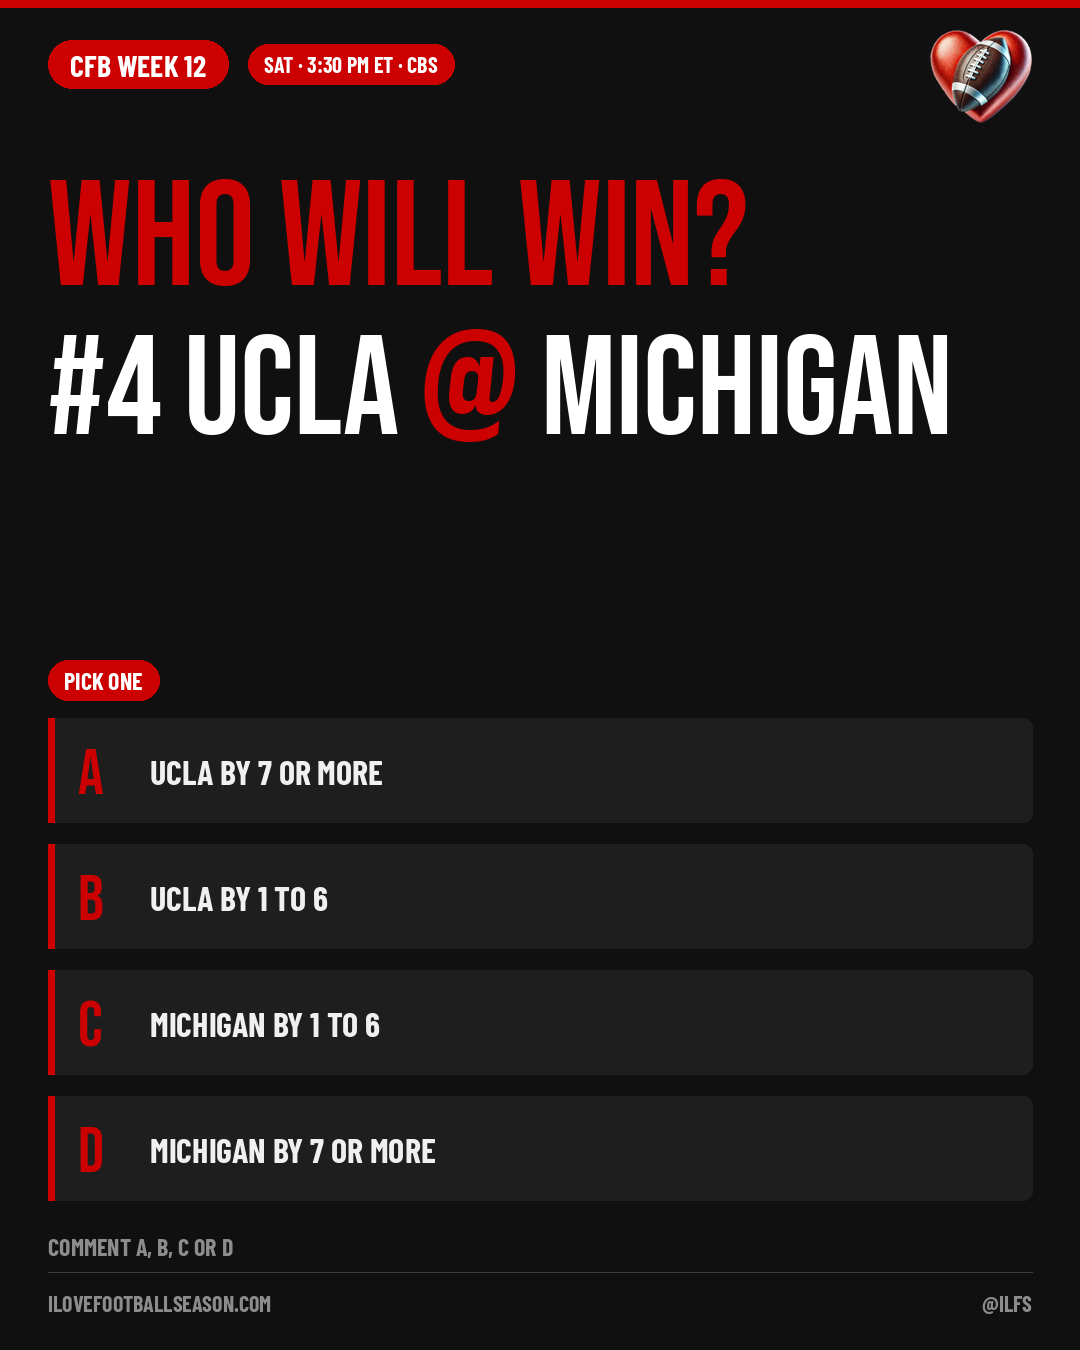 CFB WEEK 12
SAT · 3:30 PM ET · CBS
WHO WILL WIN?
#4 UCLA @ MICHIGAN
PICK ONE
A UCLA BY 7 OR MORE
B UCLA BY 1 TO 6
C MICHIGAN BY 1 TO 6
D MICHIGAN BY 7 OR MORE
COMMENT A, B, C OR D
ILOVEFOOTBALLSEASON.COM
@ILFS